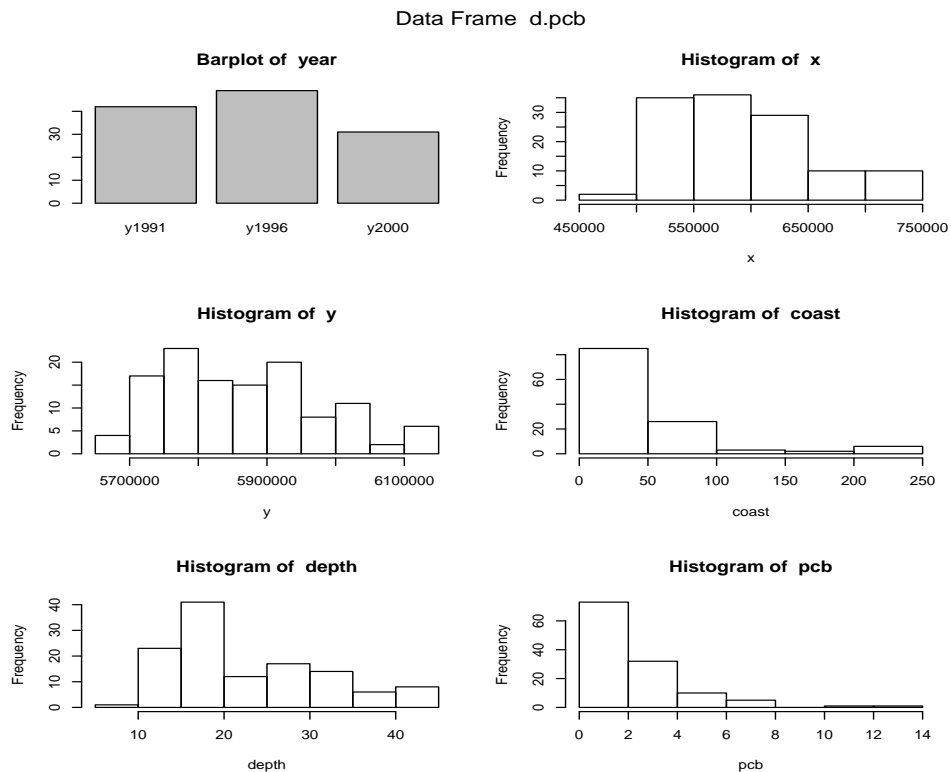 Data Frame d.pcb
Barplot of year
0
30
y1991 y1996 y2000
Histogram of x
Frequency
0
10
30
450000 550000 650000 750000
x
Histogram of y
Frequency
0
5
10
20
5700000 5900000 6100000
y
Histogram of coast
Frequency
0
20
60
0 50 100 150 200 250
coast
Histogram of depth
Frequency
0
10
20
30
40
10 20 30 40
depth
Histogram of pcb
Frequency
0
20
40
60
0 2 4 6 8 10 12 14
pcb